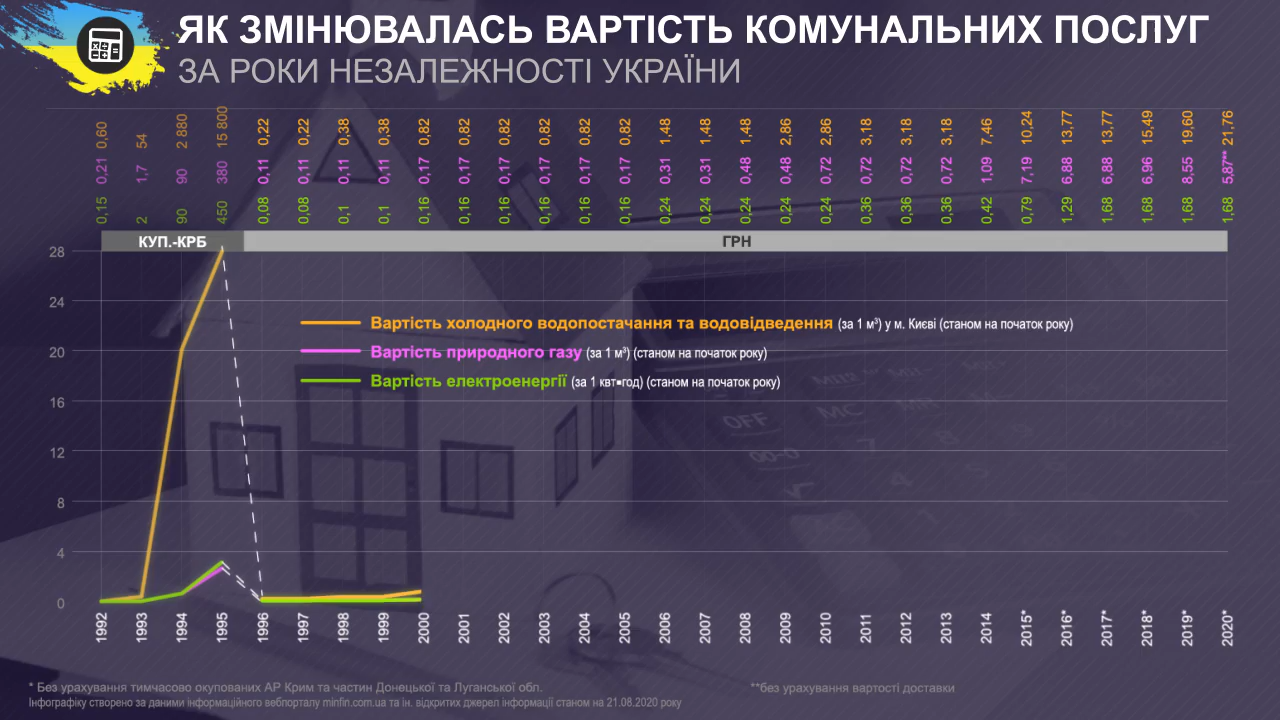 ЯК ЗМІНЮВАЛАСЬ ВАРТІСТЬ КОМУНАЛЬНИХ ПОСЛУГ
ЗА РОКИ НЕЗАЛЕЖНОСТІ УКРАЇНИ
0,60 54 2 880 15 800 0,22 0,22 0,38 0,38 0,82 0,82 0,82 0,82 0,82 0,82 1,48 1,48 1,48 2,86 2,86 3,18 3,18 3,18 7,46 10,24 13,77 13,77 15,49 19,60 21,76
0,21 1,7 90 380 0,11 0,11 0,11 0,11 0,17 0,17 0,17 0,17 0,17 0,17 0,31 0,31 0,48 0,48 0,72 0,72 0,72 0,72 1,09 7,19 6,88 6,88 6,96 8,55 5,87**
0,15 2 90 450 0,08 0,08 0,1 0,1 0,16 0,16 0,16 0,16 0,16 0,16 0,24 0,24 0,24 0,24 0,24 0,36 0,36 0,36 0,42 0,79 1,29 1,68 1,68 1,68 1,68
КУП.-КРБ ГРН
28
24
Вартість холодного водопостачання та водовідведення (за 1 м³) у м. Києві (станом на початок року)
20
Вартість природного газу (за 1 м³) (станом на початок року)
Вартість електроенергії (за 1 квт•год) (станом на початок року)
16
OFF MC
12
00-0 7 8
√ 4 5
8
4
0
1992 1993 1994 1995 1996 1997 1998 1999 2000 2001 2002 2003 2004 2005 2006 2007 2008 2009 2010 2011 2012 2013 2014 2015* 2016* 2017* 2018* 2019* 2020*
* Без урахування тимчасово окупованих АР Крим та частин Донецької та Луганської обл. **без урахування вартості доставки
Інфографіку створено за даними інформаційного вебпорталу minfin.com.ua та ін. відкритих джерел інформації станом на 21.08.2020 року